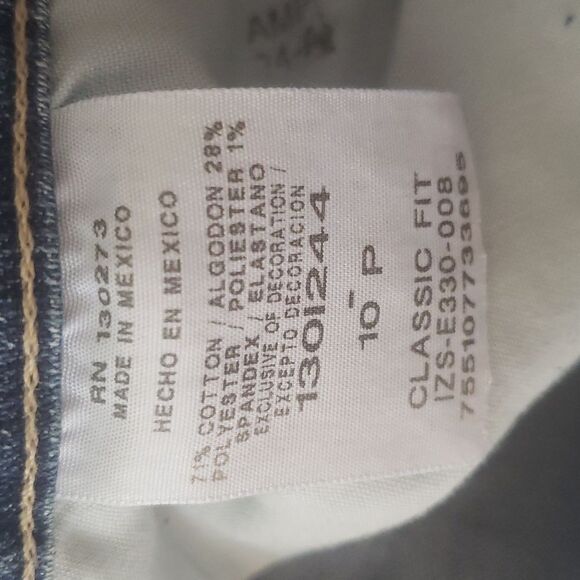 RN 130273
MADE IN MEXICO
HECHO EN MEXICO
71% COTTON / ALGODON 28%
POLYESTER / POLIESTER 1%
SPANDEX / ELASTANO
EXCLUSIVE OF DECORATION /
EXCEPTO DECORACION
130I244
10 P
CLASSIC FIT
IZS-E330-008
755107733695